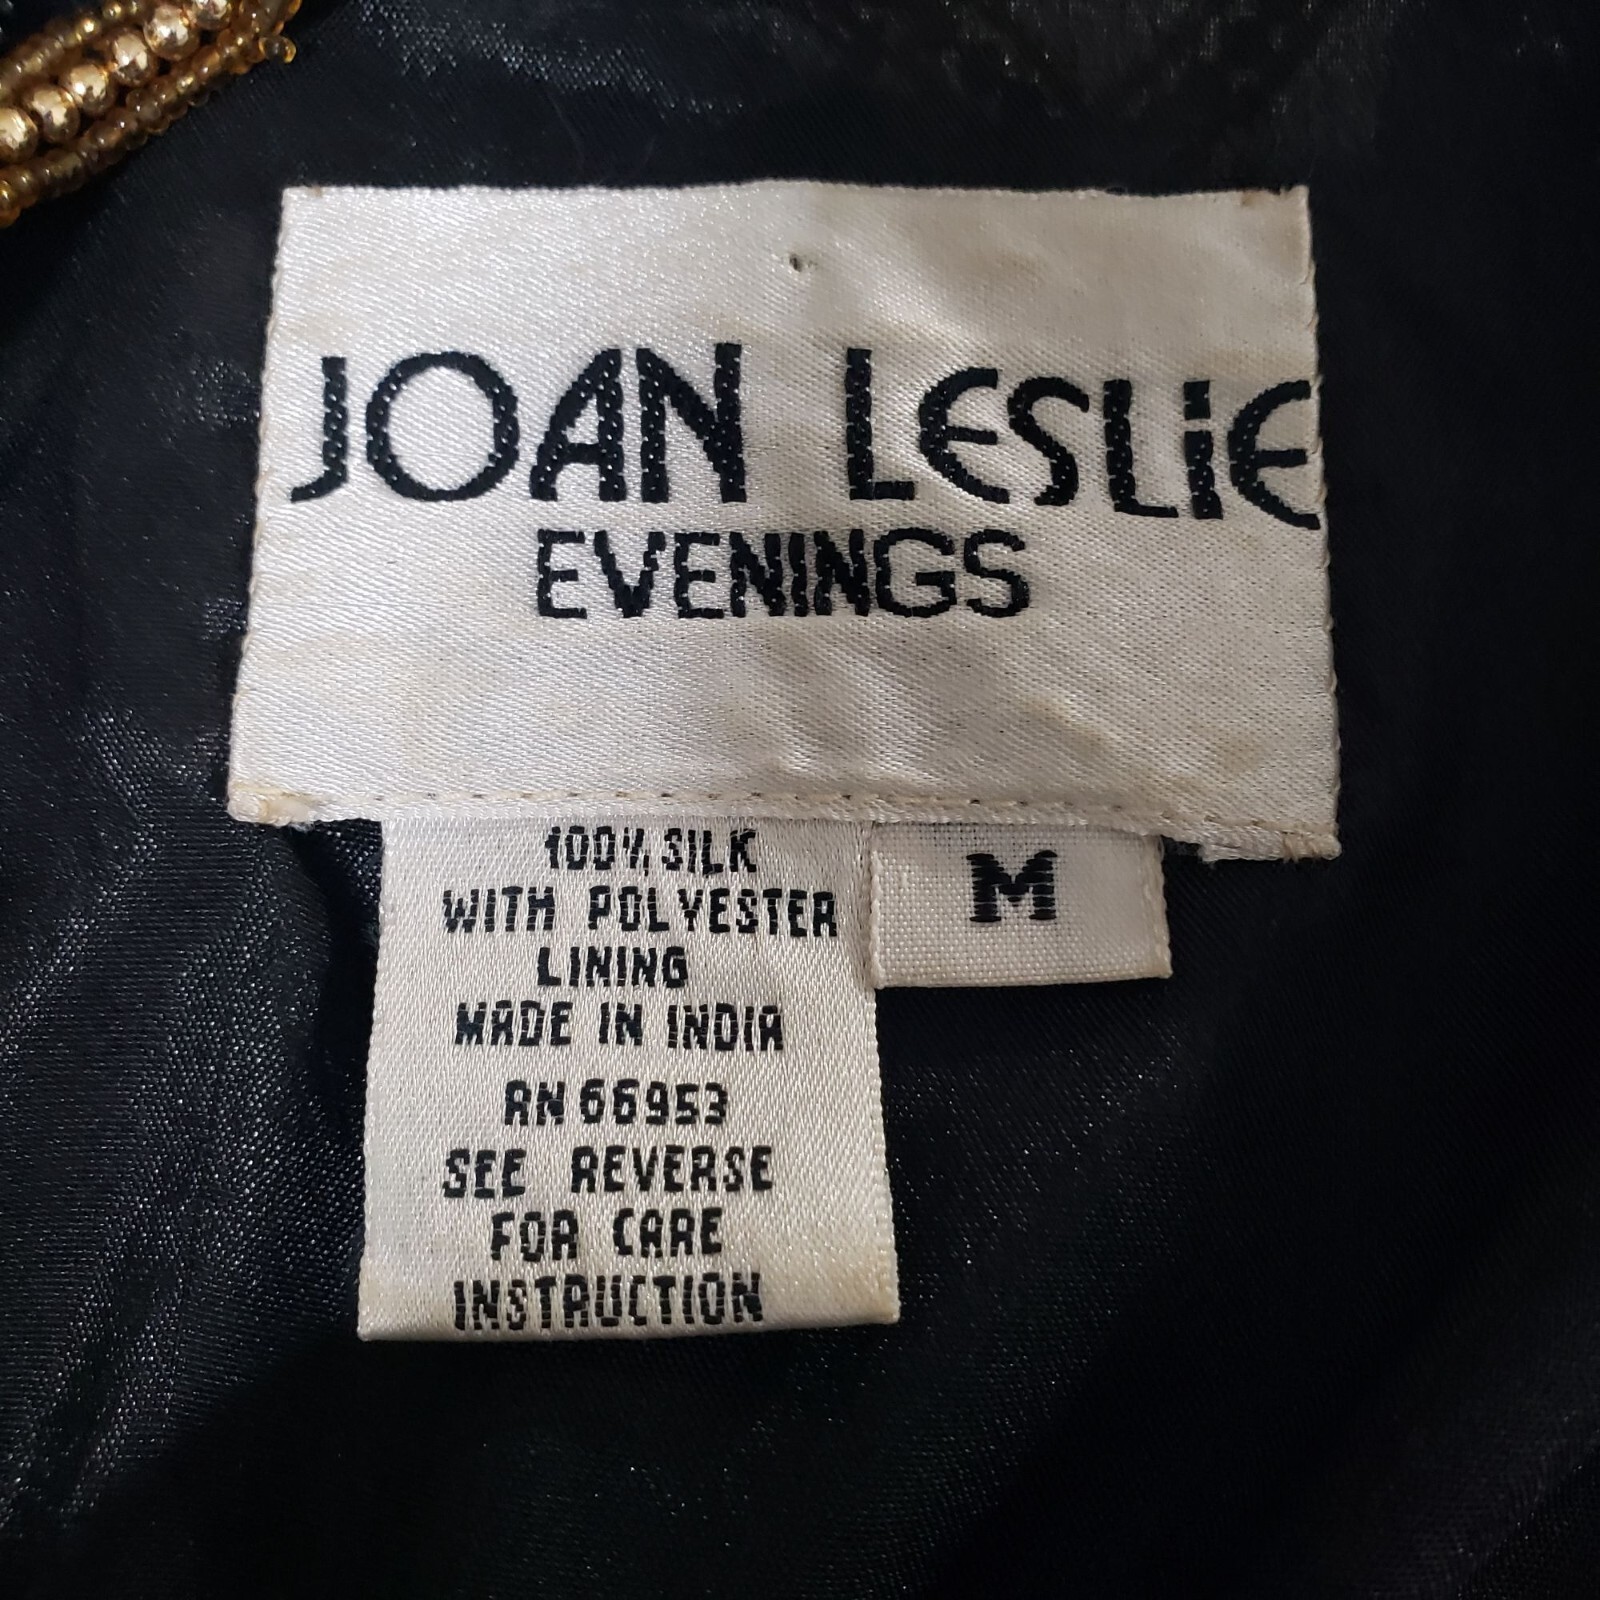 JOAN LESLiE
EVENINGS
100% SILK
WITH POLYESTER
LINING
MADE IN INDIA
RN 66953
SEE REVERSE
FOR CARE
INSTRUCTION
M